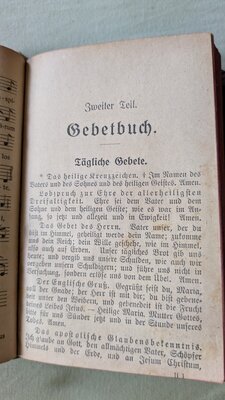 Zweiter Teil.
Gebetbuch.
Tägliche Gebete.
* Das heilige Kreuzzeichen. † Im Namen des
Vaters und des Sohnes und des heiligen Geistes. Amen.
Lobspruch zur Ehre der allerheiligsten
Dreifaltigkeit. Ehre sei dem Vater und dem
Sohne und dem heiligen Geiste; wie es war im An-
fang, so jetzt und allezeit und in Ewigkeit! Amen.
Das Gebet des Herrn. Vater unser, der du
bist im Himmel, geheiligt werde dein Name; zukomme
uns dein Reich; dein Wille geschehe, wie im Himmel,
also auch auf Erden. Unser tägliches Brot gib uns
heute; und vergib uns unsere Schulden, wie auch wir
vergeben unsern Schuldigern; und führe uns nicht in
Versuchung, sondern erlöse uns von dem Übel. Amen.
Der Englische Gruß. Gegrüßt seist du, Maria,
voll der Gnade; der Herr ist mit dir; du bist gebene-
deit unter den Weibern, und gebenedeit ist die Frucht
deines Leibes Jesus. — Heilige Maria, Mutter Gottes,
bitte für uns Sünder jetzt und in der Stunde unseres
Todes. Amen.
Das apostolische Glaubensbekenntnis.
Ich glaube an Gott, den allmächtigen Vater, Schöpfer
Himmels und der Erde, und an Jesum Christum,